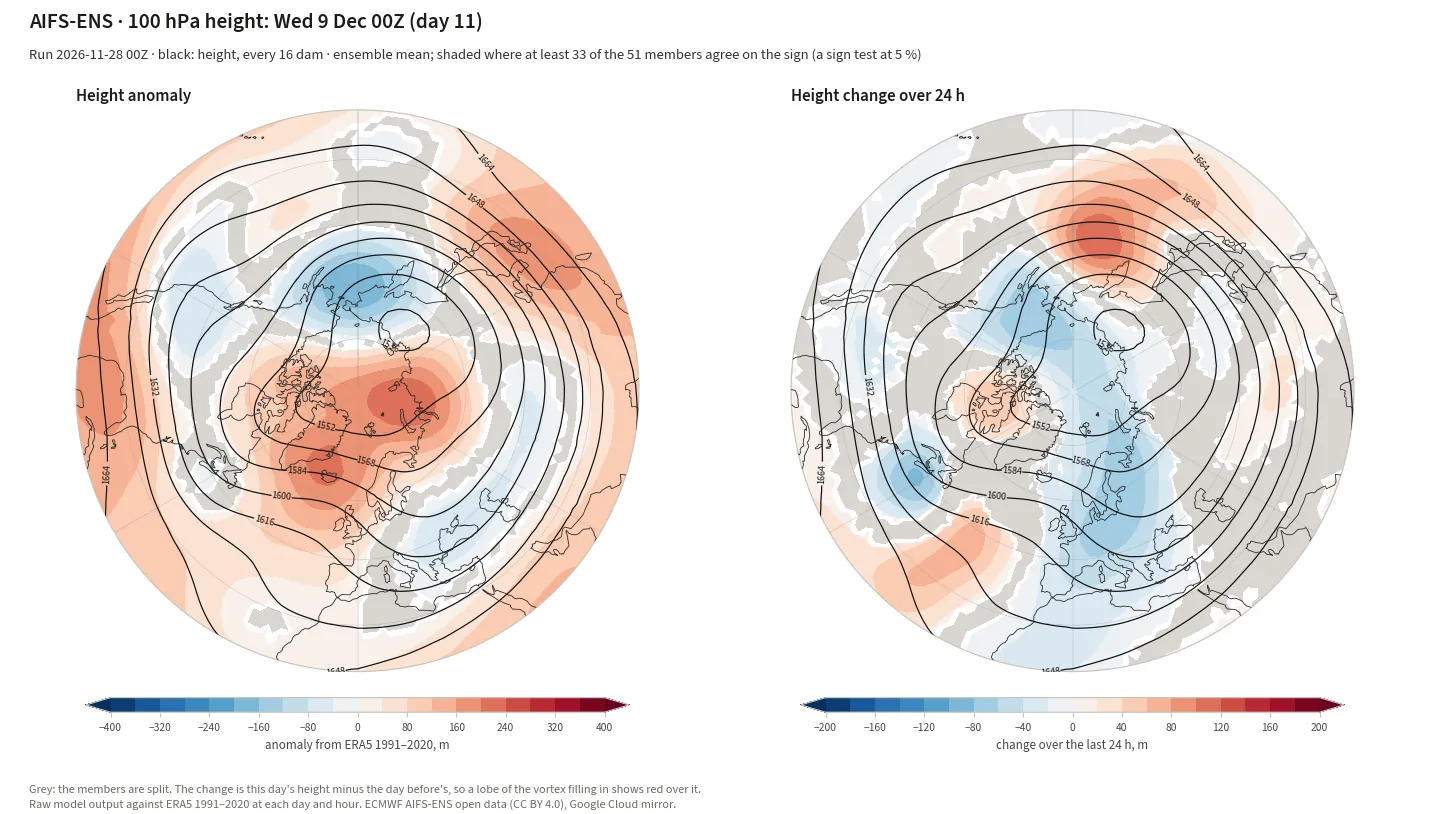 AIFS-ENS · 100 hPa height: Wed 9 Dec 00Z (day 11)
Run 2026-11-28 00Z · black: height, every 16 dam · ensemble mean; shaded where at least 33 of the 51 members agree on the sign (a sign test at 5 %)
Height anomaly
Height change over 24 h
1664
1648
1632
1552
1568
1584
1600
1616
1664
1648
1664
1648
1632
1552
1568
1584
1600
1616
1664
1648
−400 −320 −240 −160 −80 0 80 160 240 320 400
anomaly from ERA5 1991–2020, m
−200 −160 −120 −80 −40 0 40 80 120 160 200
change over the last 24 h, m
Grey: the members are split. The change is this day's height minus the day before's, so a lobe of the vortex filling in shows red over it.
Raw model output against ERA5 1991–2020 at each day and hour. ECMWF AIFS-ENS open data (CC BY 4.0), Google Cloud mirror.